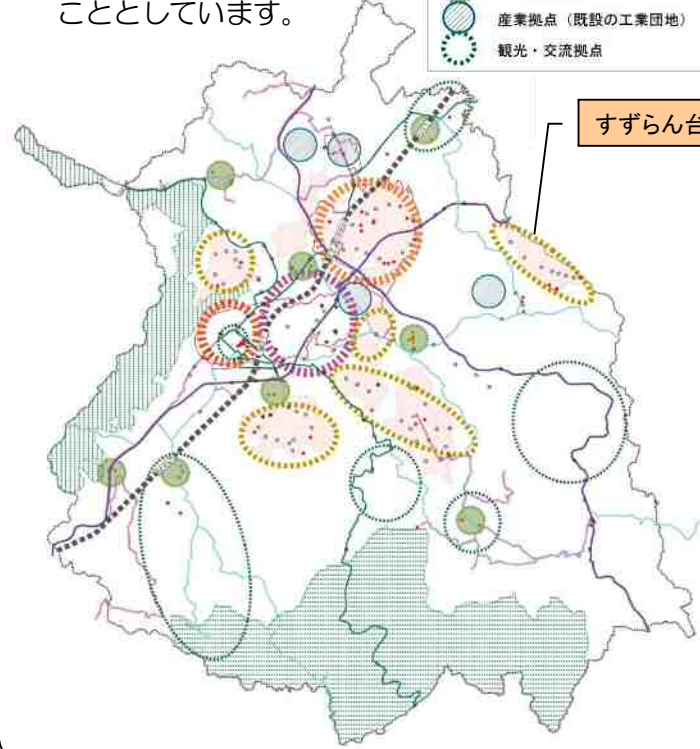 こととしています。
産業拠点（既設の工業団地）
観光・交流拠点
すずらん台